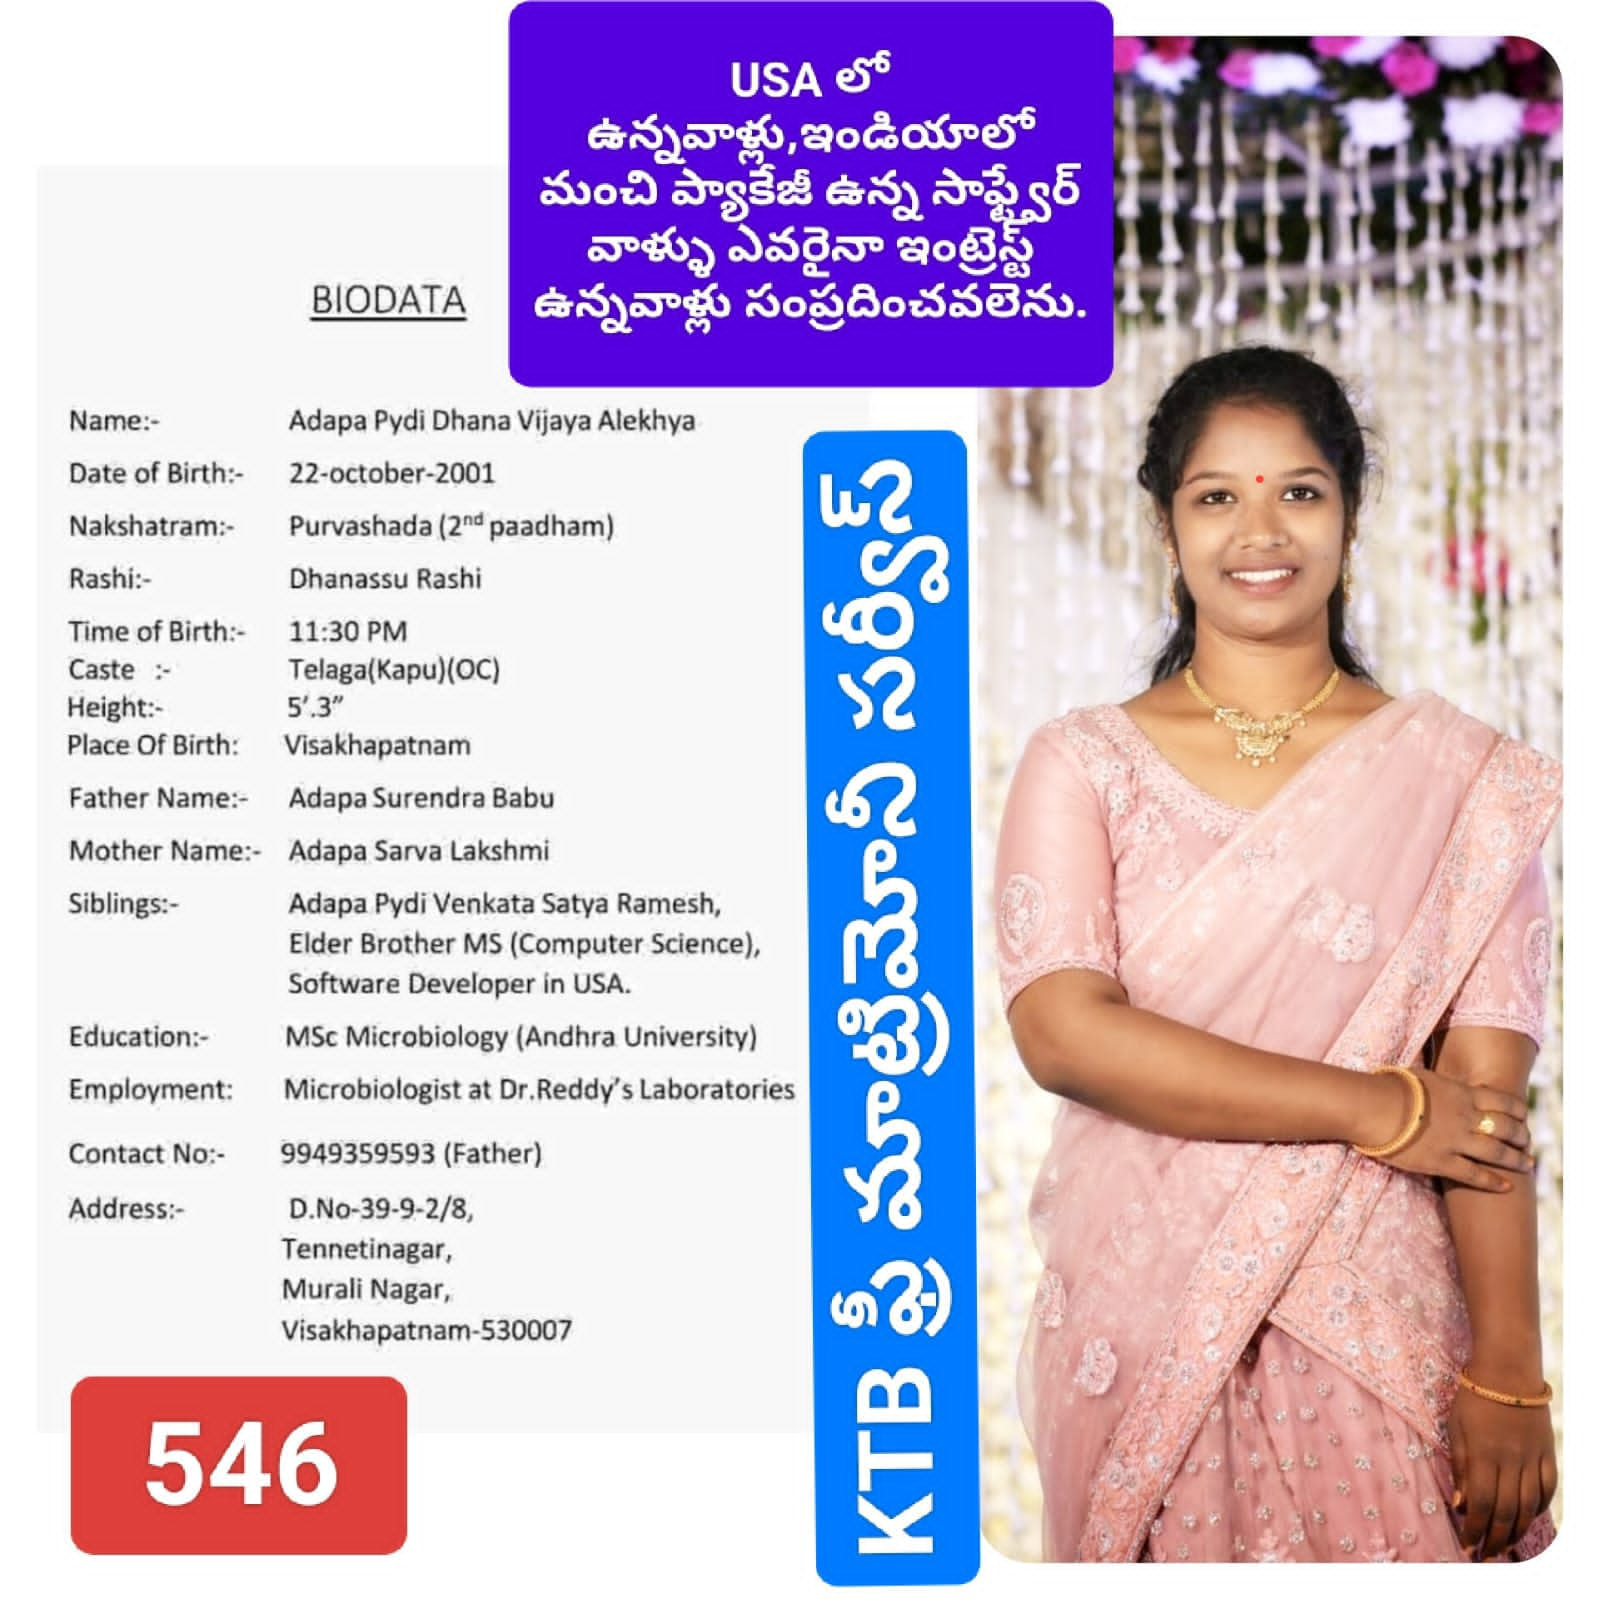 USA లో
ఉన్నవాళ్లు,ఇండియాలో
మంచి ప్యాకేజీ ఉన్న సాఫ్ట్వేర్
వాళ్ళు ఎవరైనా ఇంట్రెస్ట్
ఉన్నవాళ్లు సంప్రదించవలెను.
BIODATA
Name:- Adapa Pydi Dhana Vijaya Alekhya
Date of Birth:- 22-october-2001
Nakshatram:- Purvashada (2nd paadham)
Rashi:- Dhanassu Rashi
Time of Birth:- 11:30 PM
Caste :- Telaga(Kapu)(OC)
Height:- 5’.3”
Place Of Birth: Visakhapatnam
Father Name:- Adapa Surendra Babu
Mother Name:- Adapa Sarva Lakshmi
Siblings:- Adapa Pydi Venkata Satya Ramesh,
Elder Brother MS (Computer Science),
Software Developer in USA.
Education:- MSc Microbiology (Andhra University)
Employment: Microbiologist at Dr.Reddy’s Laboratories
Contact No:- 9949359593 (Father)
Address:- D.No-39-9-2/8,
Tennetinagar,
Murali Nagar,
Visakhapatnam-530007
546
KTB ఫ్రీ మ్యాట్రిమోనీ సర్వీస్